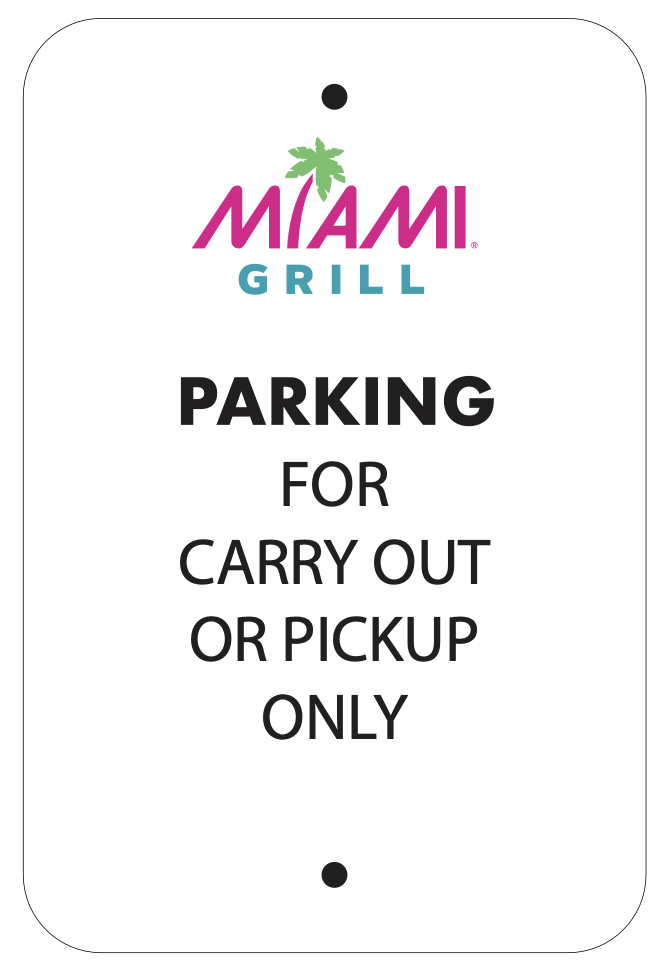 MIAMI®
GRILL
PARKING
FOR
CARRY OUT
OR PICKUP
ONLY